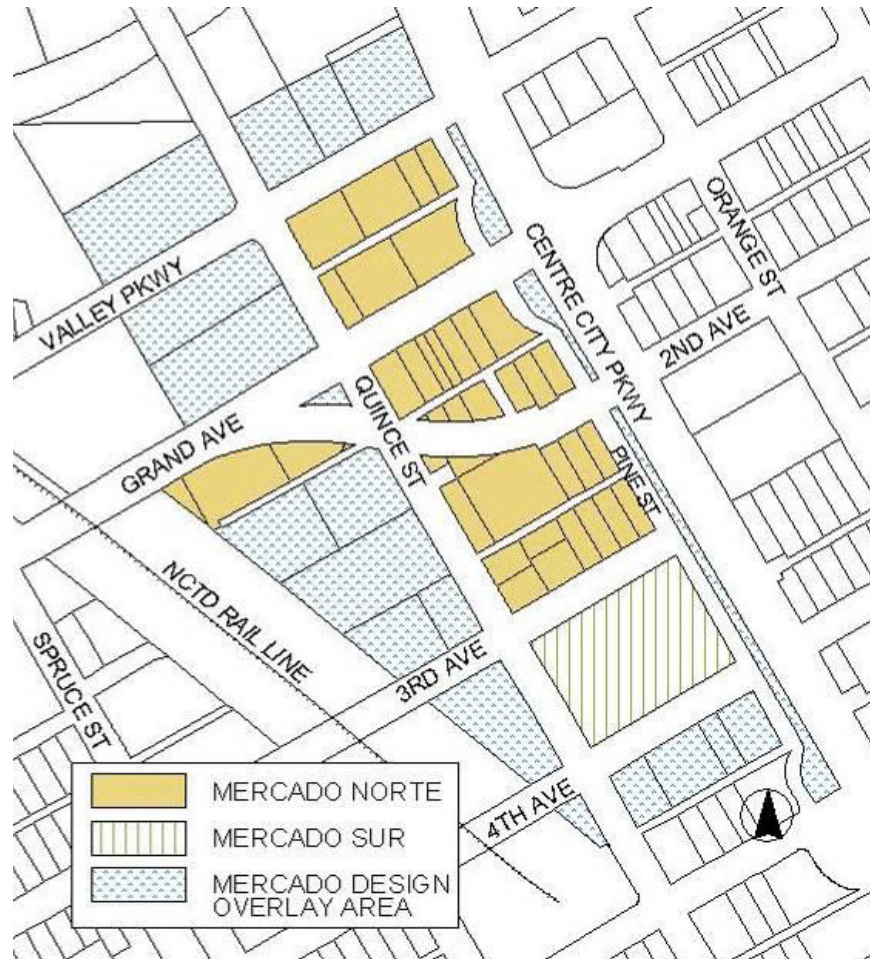 ORANGE ST
CENTRE CITY PKWY
VALLEY PKWY
2ND AVE
QUINCE ST
GRAND AVE
PINE ST
NCTD RAIL LINE
SPRUCE ST
3RD AVE
4TH AVE
MERCADO NORTE
MERCADO SUR
MERCADO DESIGN
OVERLAY AREA